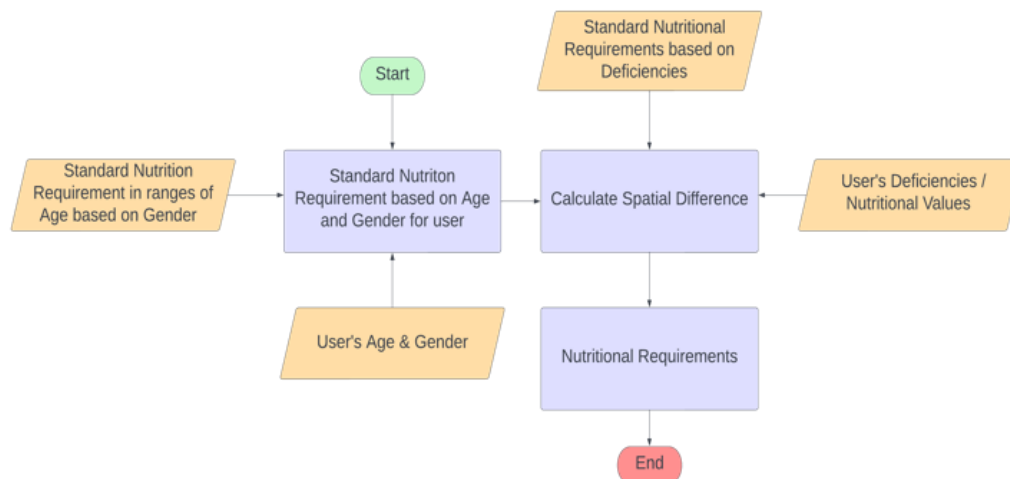 Standard Nutritional
Requirements based on
Deficiencies
Start
Standard Nutrition
Requirement in ranges of
Age based on Gender
Standard Nutriton
Requirement based on Age
and Gender for user
Calculate Spatial Difference
User's Deficiencies /
Nutritional Values
User's Age & Gender
Nutritional Requirements
End